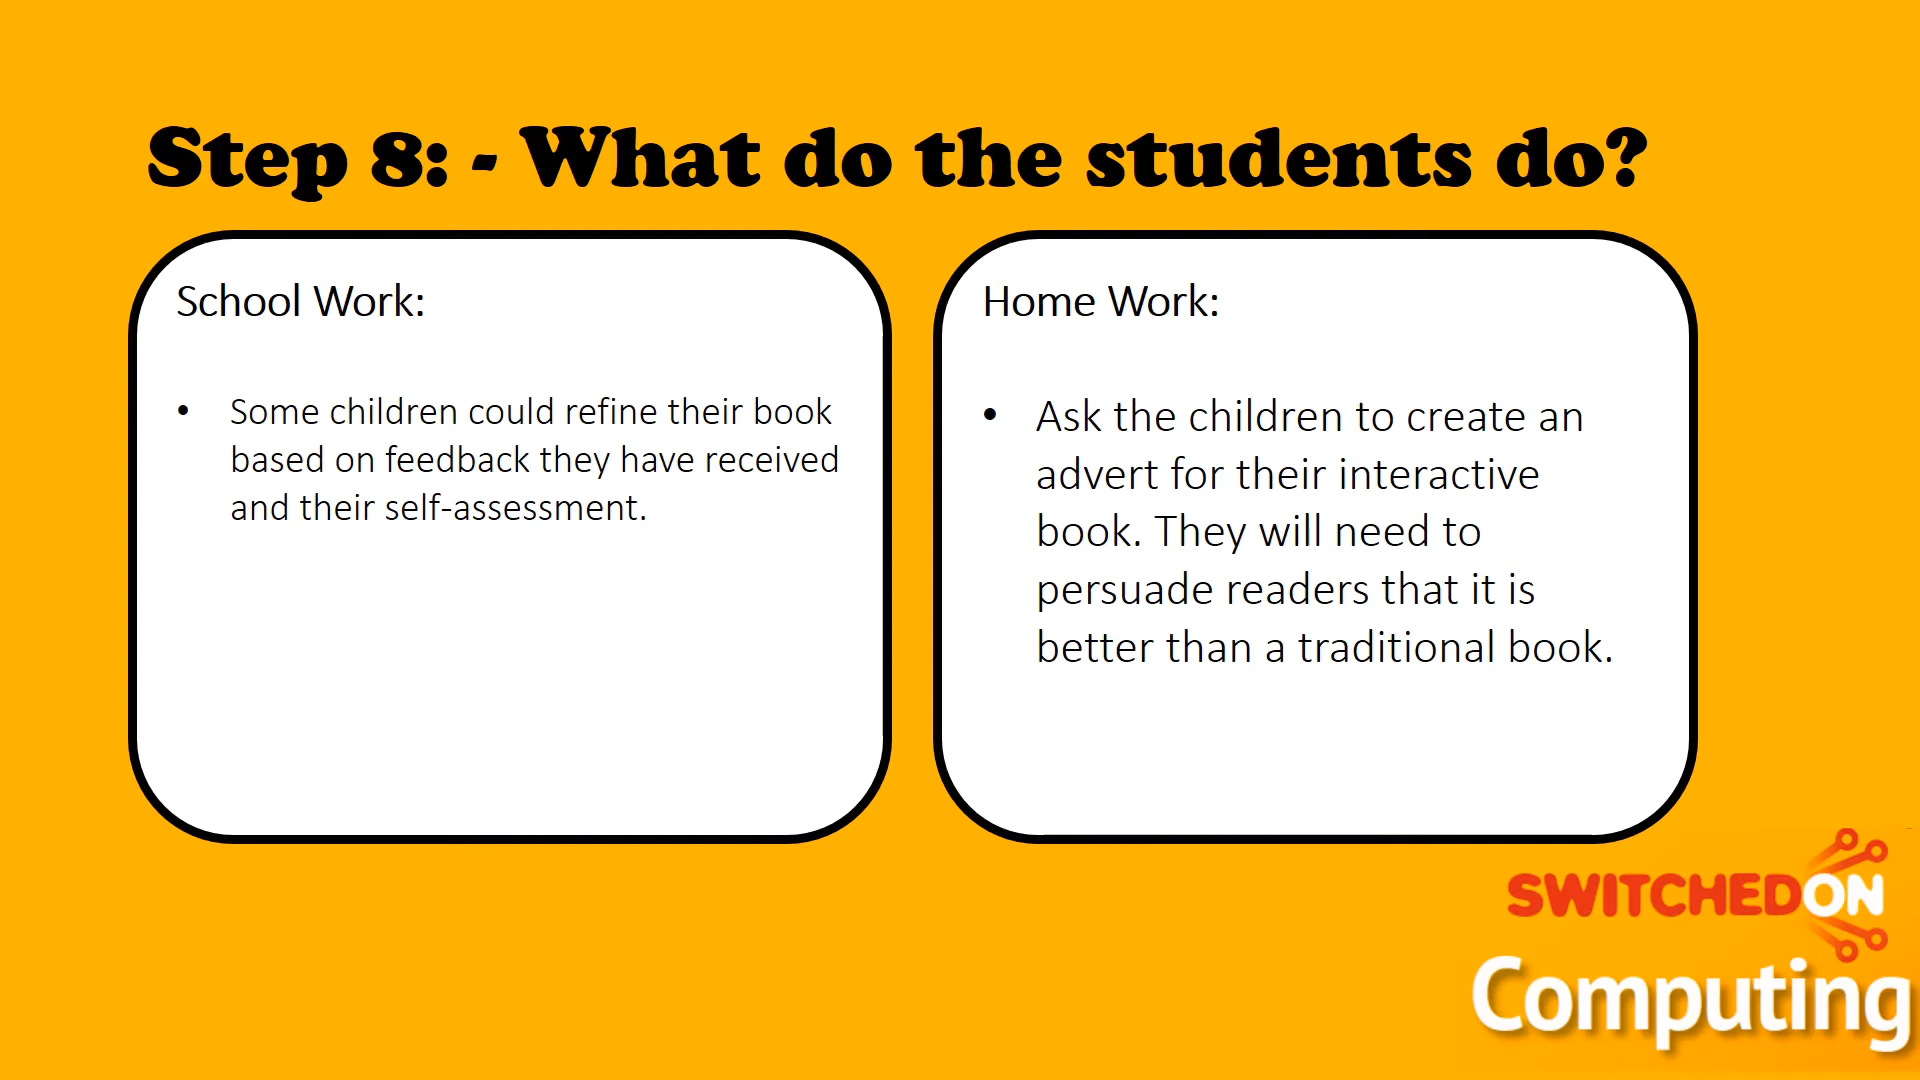 Step 8: - What do the students do?
School Work:
• Some children could refine their book
based on feedback they have received
and their self-assessment.
Home Work:
• Ask the children to create an
advert for their interactive
book. They will need to
persuade readers that it is
better than a traditional book.
SWITCHEDON
Computing